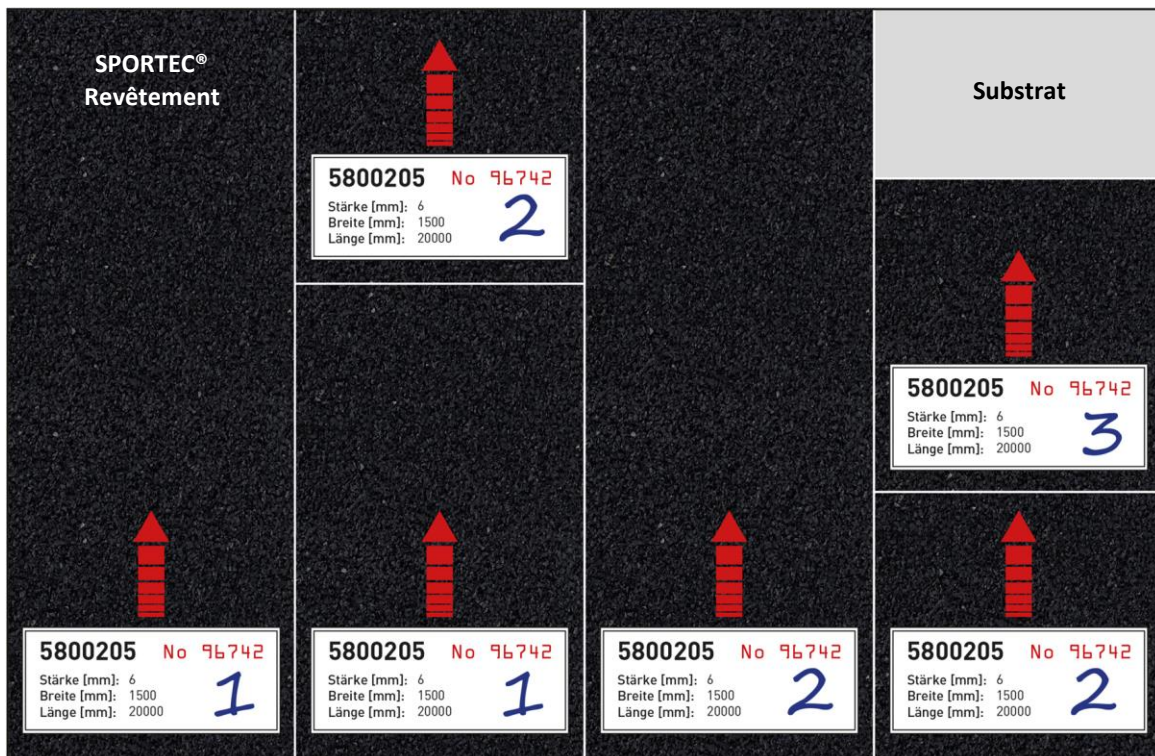 SPORTEC®
Revêtement
Substrat
5800205 No 96742
Stärke [mm]: 6
Breite [mm]: 1500
Länge [mm]: 20000
2
5800205 No 96742
Stärke [mm]: 6
Breite [mm]: 1500
Länge [mm]: 20000
3
5800205 No 96742
Stärke [mm]: 6
Breite [mm]: 1500
Länge [mm]: 20000
1
5800205 No 96742
Stärke [mm]: 6
Breite [mm]: 1500
Länge [mm]: 20000
1
5800205 No 96742
Stärke [mm]: 6
Breite [mm]: 1500
Länge [mm]: 20000
2
5800205 No 96742
Stärke [mm]: 6
Breite [mm]: 1500
Länge [mm]: 20000
2